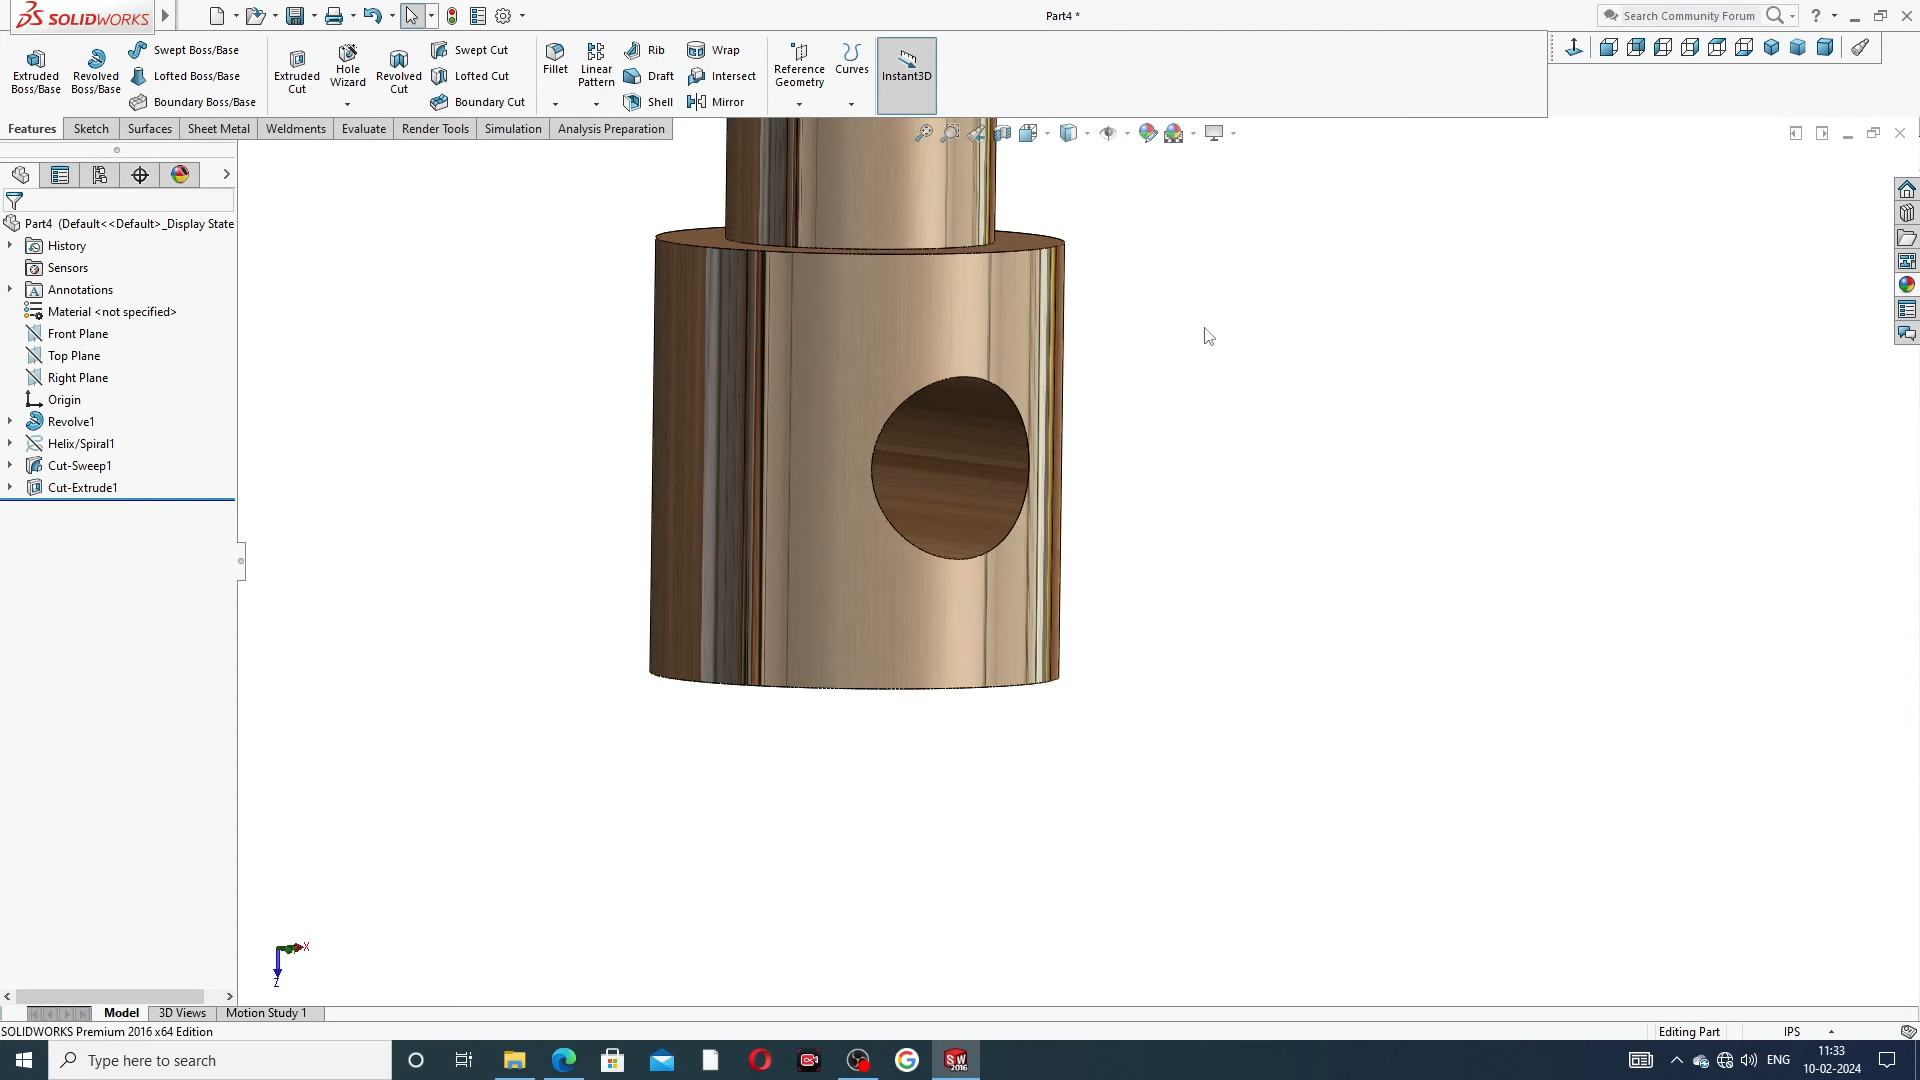 SOLIDWORKS
Part4 *
Search Community Forum
Extruded Boss/Base
Revolved Boss/Base
Swept Boss/Base
Lofted Boss/Base
Boundary Boss/Base
Extruded Cut
Hole Wizard
Revolved Cut
Swept Cut
Lofted Cut
Boundary Cut
Fillet
Linear Pattern
Rib
Draft
Shell
Wrap
Intersect
Mirror
Reference Geometry
Curves
Instant3D
Features Sketch Surfaces Sheet Metal Weldments Evaluate Render Tools Simulation Analysis Preparation
Part4 (Default<<Default>_Display State
History
Sensors
Annotations
Material <not specified>
Front Plane
Top Plane
Right Plane
Origin
Revolve1
Helix/Spiral1
Cut-Sweep1
Cut-Extrude1
X
Z
Model 3D Views Motion Study 1
SOLIDWORKS Premium 2016 x64 Edition
Editing Part
IPS
Type here to search
SW
2016
ENG
11:33
10-02-2024